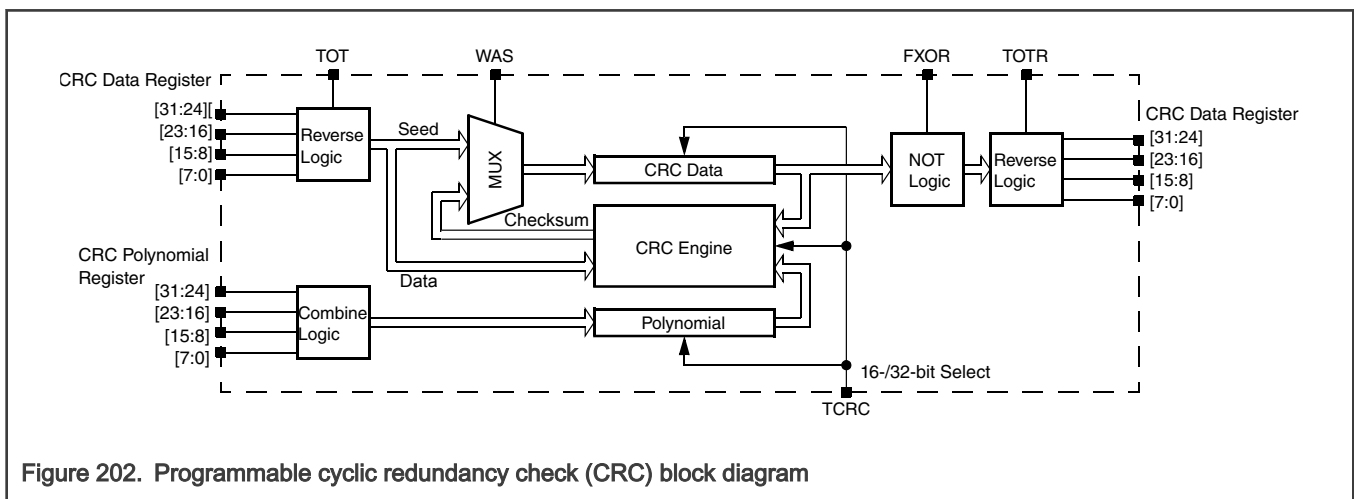 TOT
WAS
FXOR
TOTR
CRC Data Register
[31:24][
[23:16]
[15:8]
[7:0]
Reverse
Logic
Seed
MUX
CRC Data
NOT
Logic
Reverse
Logic
CRC Data Register
[31:24]
[23:16]
[15:8]
[7:0]
Checksum
CRC Engine
CRC Polynomial
Register
Data
[31:24]
[23:16]
[15:8]
[7:0]
Combine
Logic
Polynomial
16-/32-bit Select
TCRC
Figure 202. Programmable cyclic redundancy check (CRC) block diagram